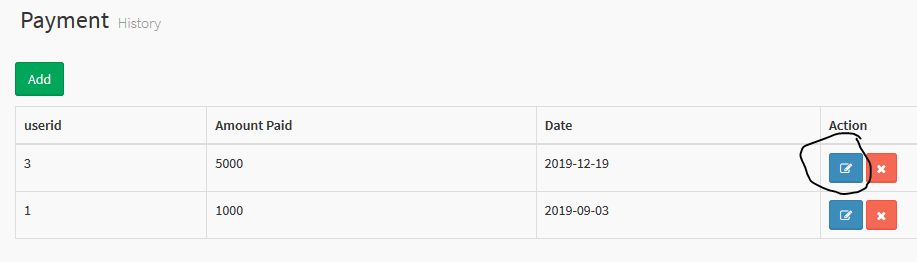 Payment History
Add
userid Amount Paid Date Action
3 5000 2019-12-19
1 1000 2019-09-03